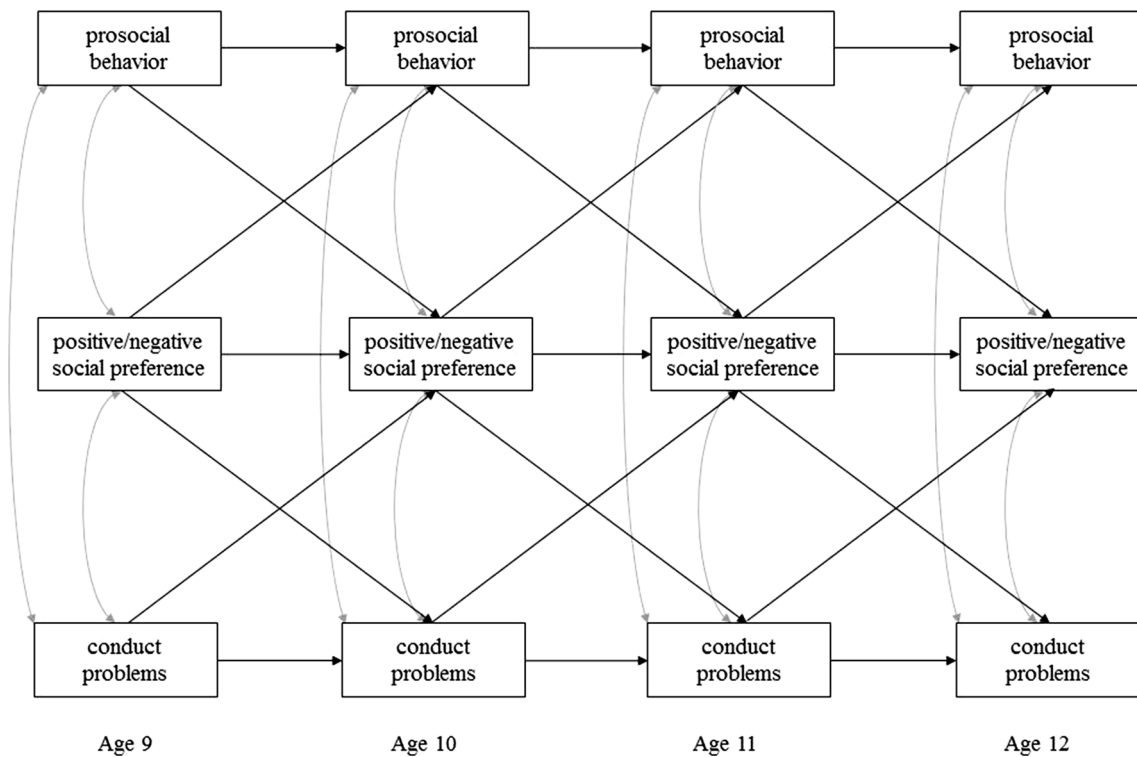 prosocial
behavior
prosocial
behavior
prosocial
behavior
prosocial
behavior
positive/negative
social preference
positive/negative
social preference
positive/negative
social preference
positive/negative
social preference
conduct
problems
conduct
problems
conduct
problems
conduct
problems
Age 9
Age 10
Age 11
Age 12